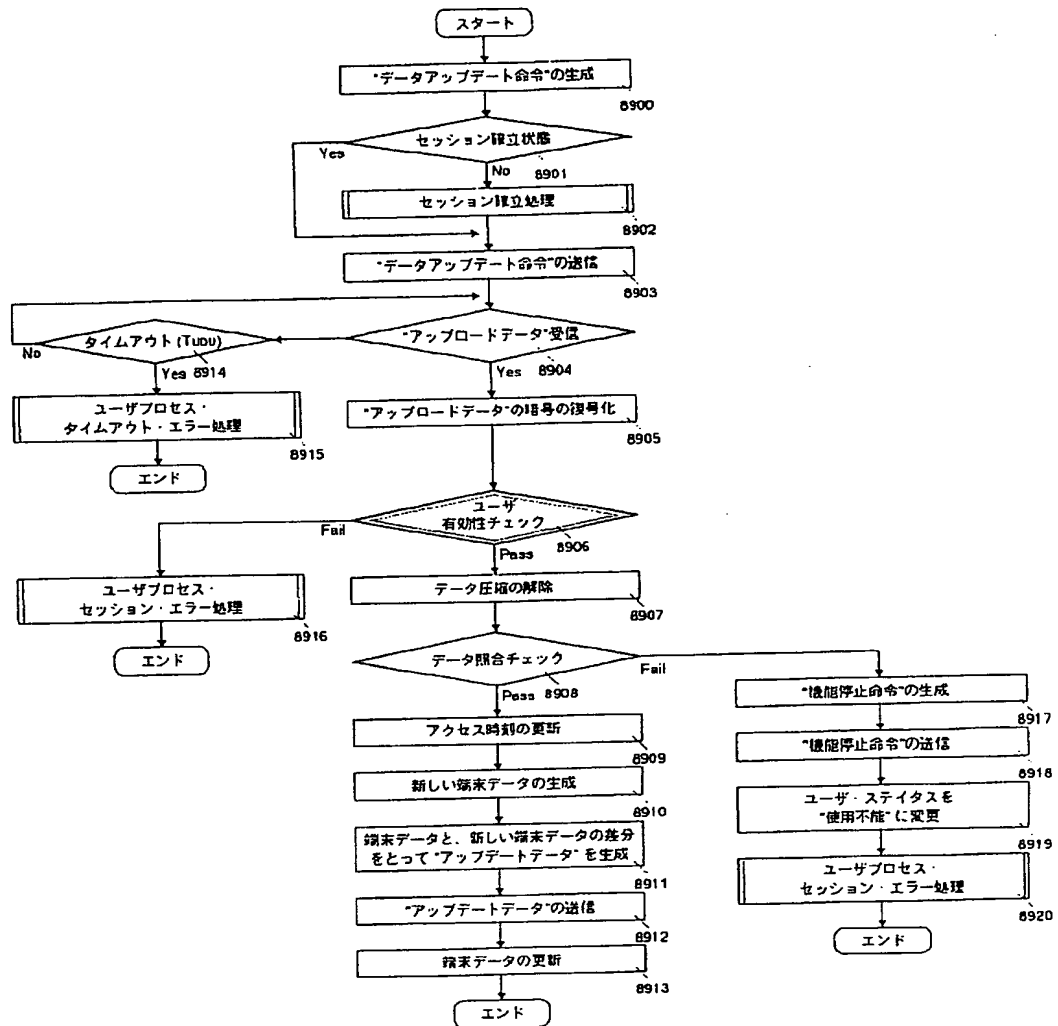 スタート
"データアップデート命令"の生成
8900
セッション確立状態
Yes
8901
No
セッション確立処理
8902
"データアップデート命令"の送信
8903
"アップロードデータ"受信
8904
Yes
タイムアウト(TUDU)
No
Yes 8914
ユーザプロセス・
タイムアウト・エラー処理
8915
エンド
"アップロードデータ"の暗号の復号化
8905
ユーザ
有効性チェック
Fail
8906
Pass
ユーザプロセス・
セッション・エラー処理
8916
エンド
データ圧縮の解除
8907
データ照合チェック
Fail
8908
Pass
アクセス時刻の更新
8909
新しい端末データの生成
8910
端末データと、新しい端末データの差分
をとって"アップデートデータ"を生成
8911
"アップデートデータ"の送信
8912
端末データの更新
8913
エンド
"機能停止命令"の生成
8917
"機能停止命令"の送信
8918
ユーザ・ステイタスを
"使用不能"に変更
8919
ユーザプロセス・
セッション・エラー処理
8920
エンド